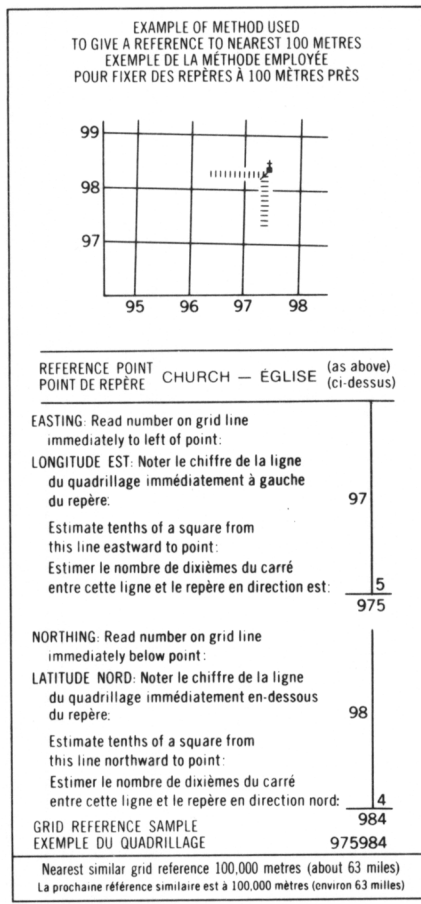 EXAMPLE OF METHOD USED
TO GIVE A REFERENCE TO NEAREST 100 METRES
EXEMPLE DE LA MÉTHODE EMPLOYÉE
POUR FIXER DES REPÈRES À 100 MÈTRES PRÈS
99
98
97
95 96 97 98
REFERENCE POINT
POINT DE REPÈRE
CHURCH — ÉGLISE
(as above)
(ci-dessus)
EASTING: Read number on grid line
immediately to left of point:
LONGITUDE EST: Noter le chiffre de la ligne
du quadrillage immédiatement à gauche
du repère: 97
Estimate tenths of a square from
this line eastward to point:
Estimer le nombre de dixièmes du carré
entre cette ligne et le repère en direction est: 5
975
NORTHING: Read number on grid line
immediately below point:
LATITUDE NORD: Noter le chiffre de la ligne
du quadrillage immédiatement en-dessous
du repère: 98
Estimate tenths of a square from
this line northward to point:
Estimer le nombre de dixièmes du carré
entre cette ligne et le repère en direction nord: 4
984
GRID REFERENCE SAMPLE
EXEMPLE DU QUADRILLAGE 975984
Nearest similar grid reference 100,000 metres (about 63 miles)
La prochaine référence similaire est à 100,000 mètres (environ 63 milles)